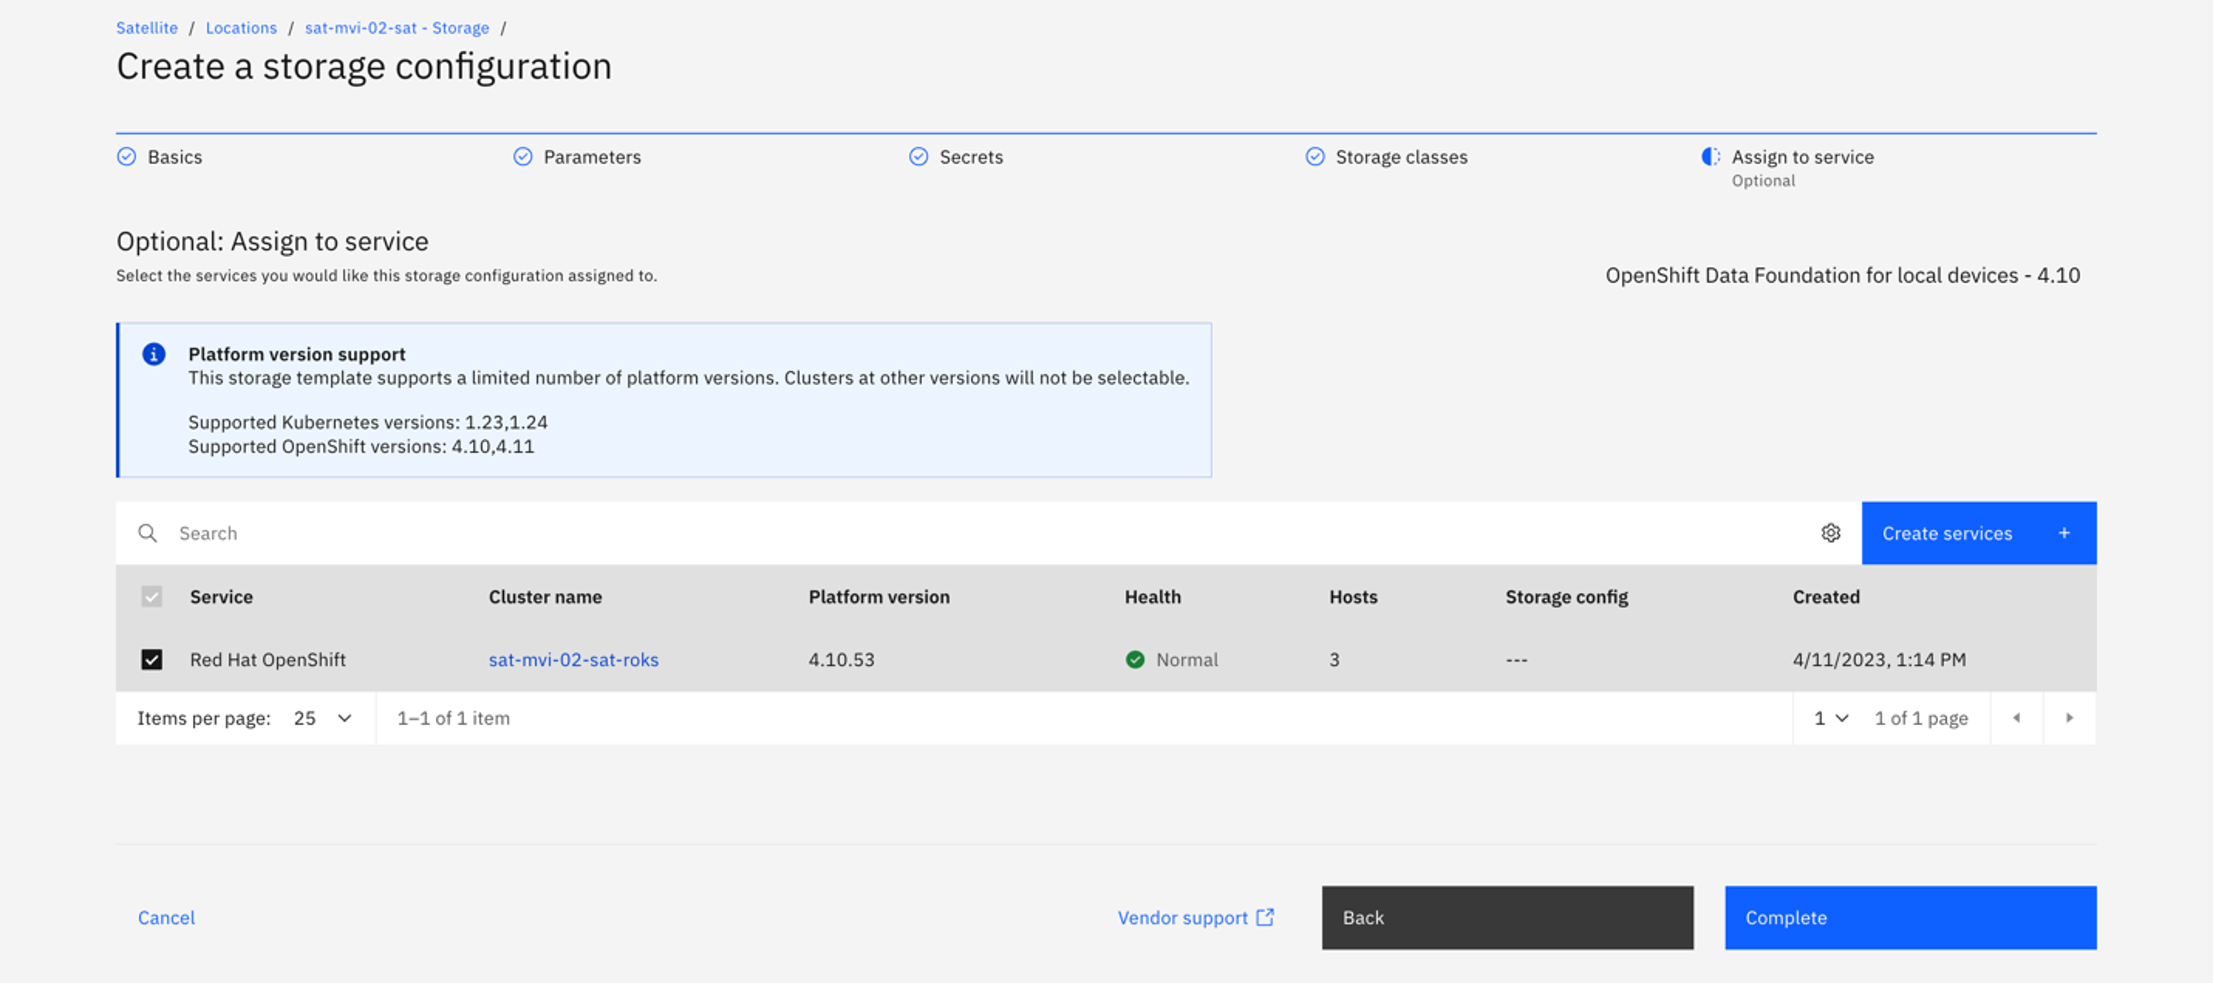 Satellite / Locations / sat-mvi-02-sat - Storage /
Create a storage configuration
Basics
Parameters
Secrets
Storage classes
Assign to service
Optional
Optional: Assign to service
Select the services you would like this storage configuration assigned to.
OpenShift Data Foundation for local devices - 4.10
Platform version support
This storage template supports a limited number of platform versions. Clusters at other versions will not be selectable.
Supported Kubernetes versions: 1.23,1.24
Supported OpenShift versions: 4.10,4.11
Search
Create services +
Service Cluster name Platform version Health Hosts Storage config Created
Red Hat OpenShift sat-mvi-02-sat-roks 4.10.53 Normal 3 --- 4/11/2023, 1:14 PM
Items per page: 25 1–1 of 1 item 1 1 of 1 page
Cancel Vendor support Back Complete